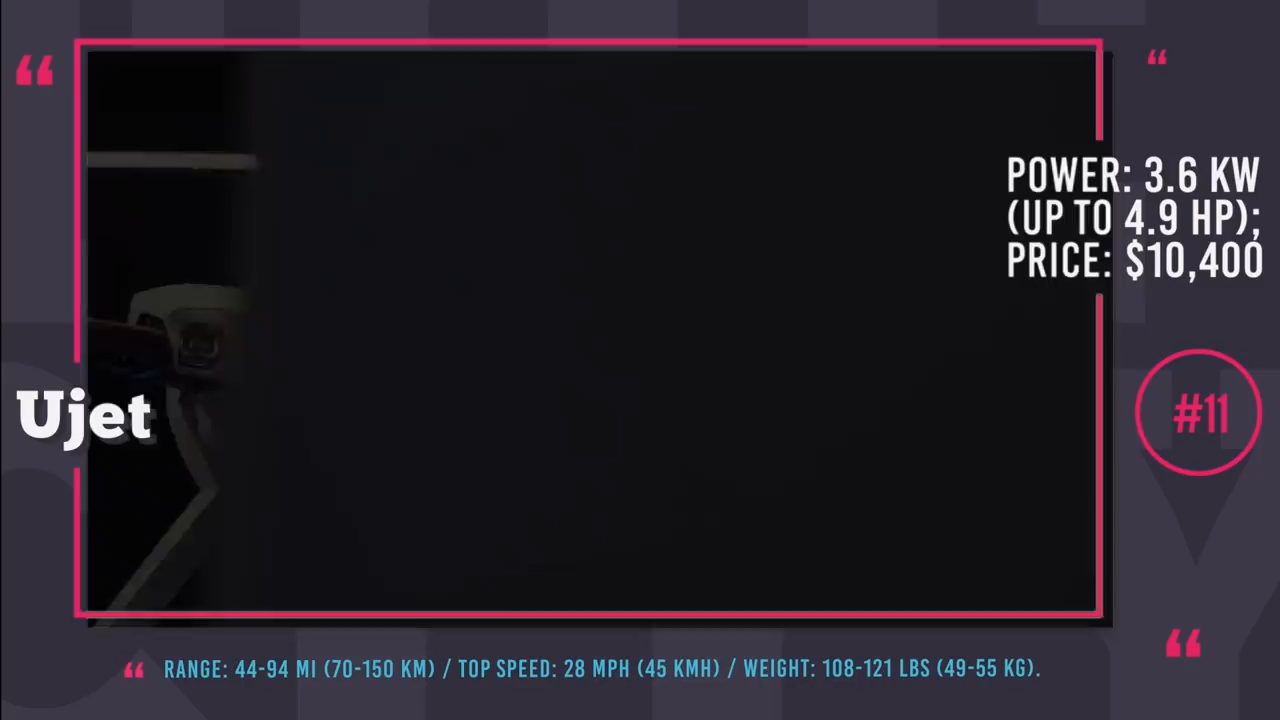 POWER: 3.6 KW
(UP TO 4.9 HP);
PRICE: $10,400
Ujet
#11
RANGE: 44-94 MI (70-150 KM) / TOP SPEED: 28 MPH (45 KMH) / WEIGHT: 108-121 LBS (49-55 KG).